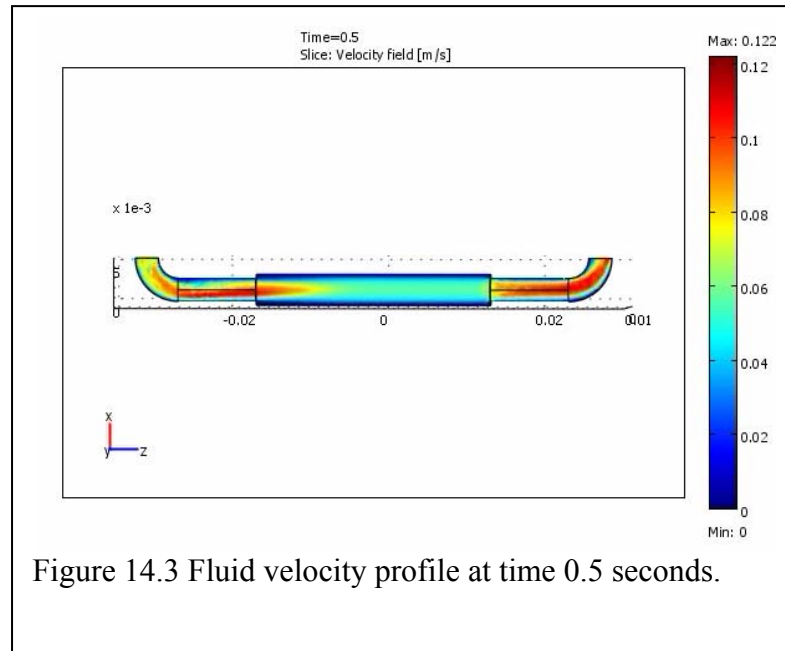 Time=0.5
Slice: Velocity field [m/s]
Max: 0.122
0.12
0.1
0.08
0.06
0.04
0.02
0
Min: 0
x 1e-3
5
0
-0.02
0
0.02
0.01
x
y
z
Figure 14.3 Fluid velocity profile at time 0.5 seconds.